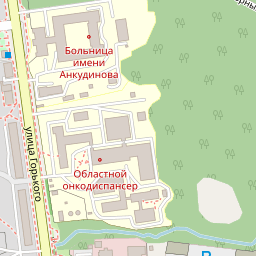 Больница
имени
Анкудинова
улица Горького
Областной
онкодиспансер